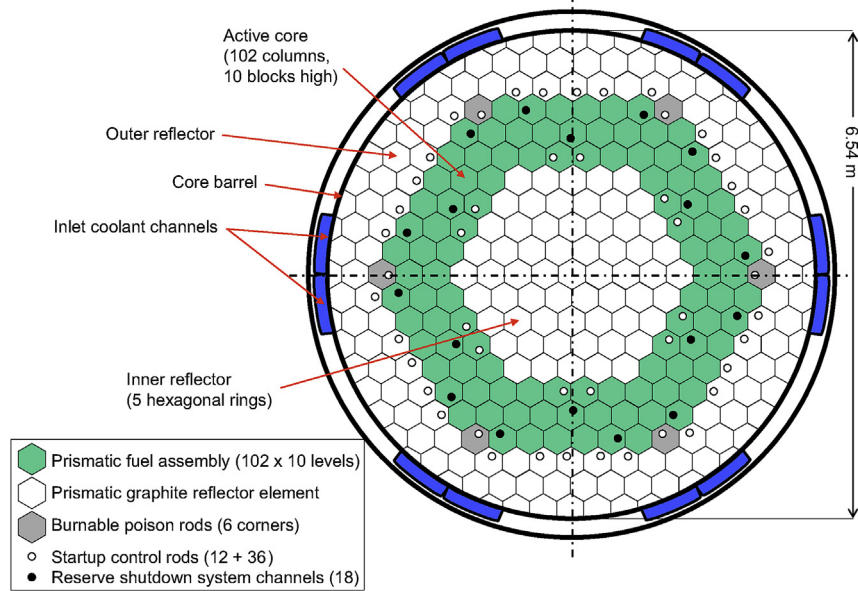 Active core
(102 columns,
10 blocks high)
Outer reflector
Core barrel
Inlet coolant channels
6.54 m
Inner reflector
(5 hexagonal rings)
Prismatic fuel assembly (102 x 10 levels)
Prismatic graphite reflector element
Burnable poison rods (6 corners)
Startup control rods (12 + 36)
Reserve shutdown system channels (18)